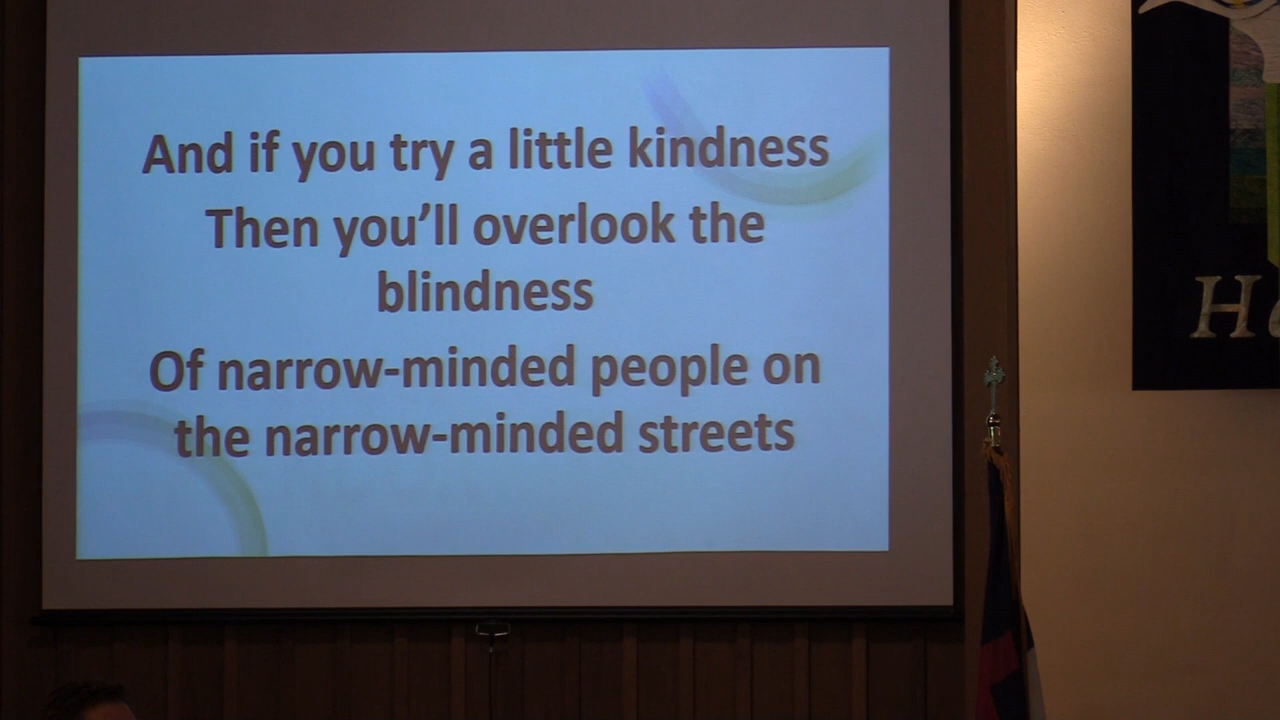 And if you try a little kindness
Then you’ll overlook the
blindness
Of narrow-minded people on
the narrow-minded streets
H